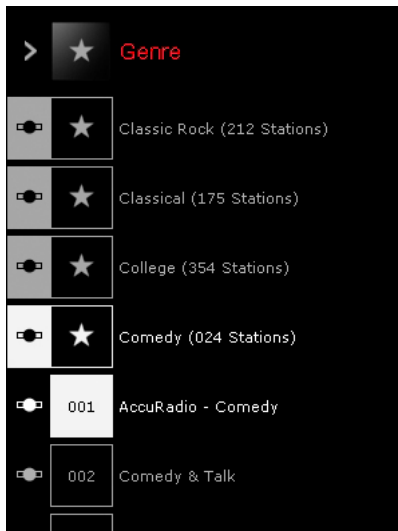 Genre
Classic Rock (212 Stations)
Classical (175 Stations)
College (354 Stations)
Comedy (024 Stations)
001 AccuRadio - Comedy
002 Comedy & Talk